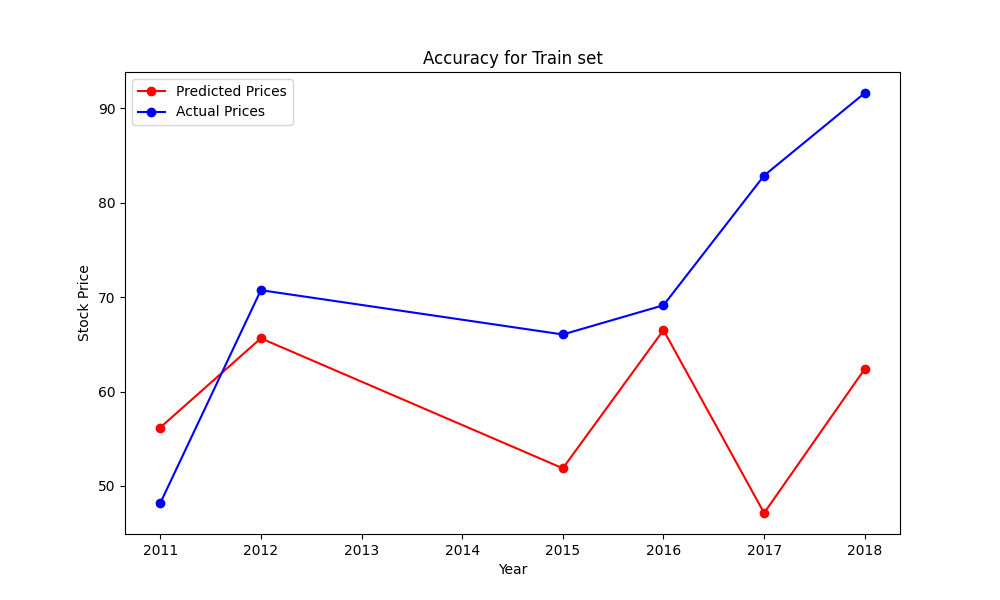 Accuracy for Train set
Predicted Prices
Actual Prices
90
80
70
60
50
Stock Price
2011 2012 2013 2014 2015 2016 2017 2018
Year